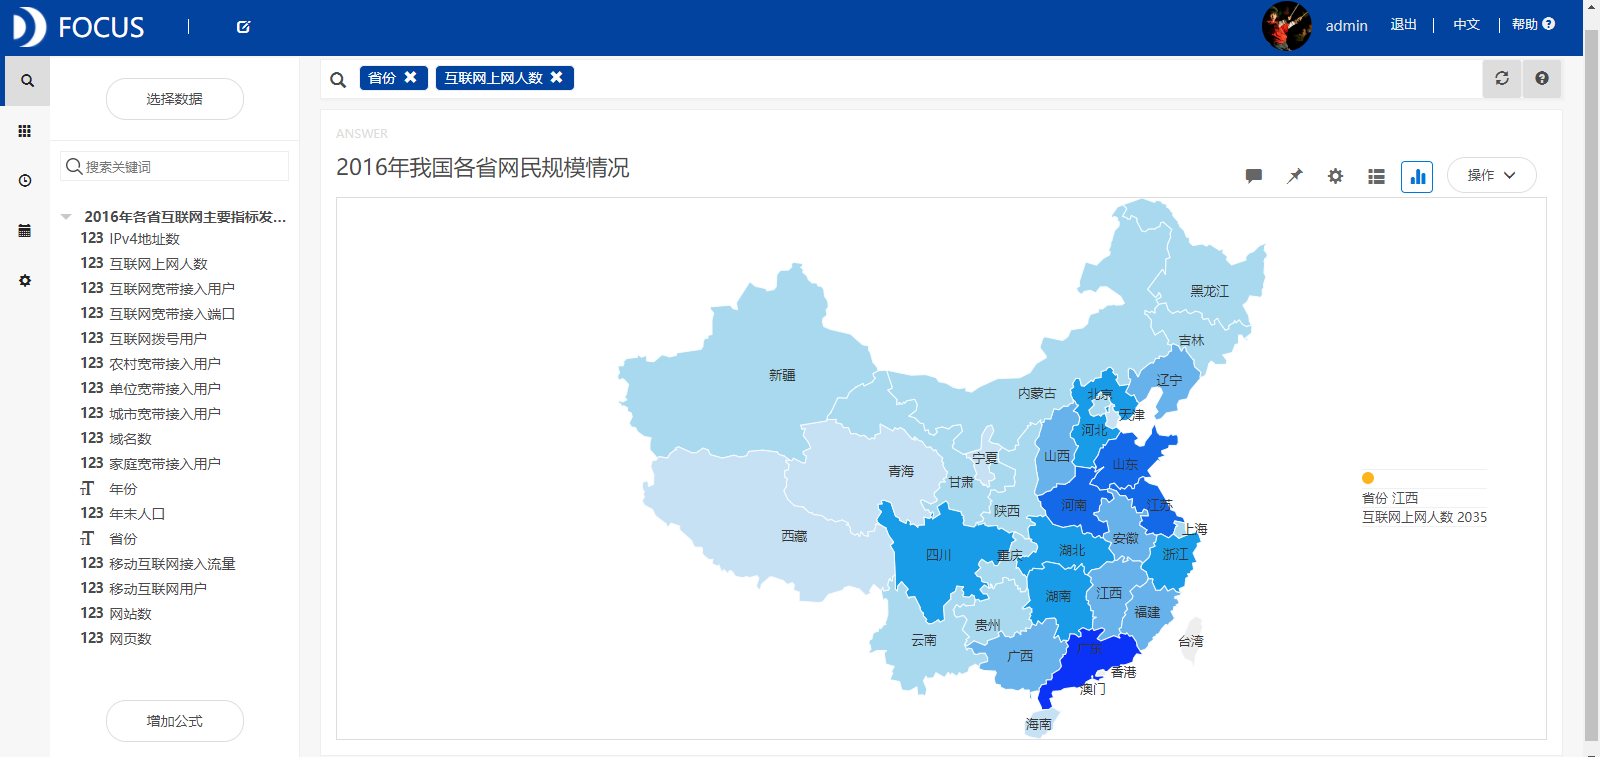 FOCUS
admin
退出
中文
帮助
选择数据
搜索关键词
2016年各省互联网主要指标发...
123 IPv4地址数
123 互联网上网人数
123 互联网宽带接入用户
123 互联网宽带接入端口
123 互联网拨号用户
123 农村宽带接入用户
123 单位宽带接入用户
123 城市宽带接入用户
123 域名数
123 家庭宽带接入用户
T 年份
123 年末人口
T 省份
123 移动互联网接入流量
123 移动互联网用户
123 网站数
123 网页数
增加公式
省份
互联网上网人数
ANSWER
2016年我国各省网民规模情况
操作
黑龙江
吉林
新疆
辽宁
内蒙古
北京
天津
河北
山西
宁夏
山东
青海
甘肃
河南
江苏
陕西
上海
西藏
安徽
湖北
四川
重庆
浙江
江西
湖南
福建
贵州
云南
台湾
广东
广西
香港
澳门
海南
省份 江西
互联网上网人数 2035